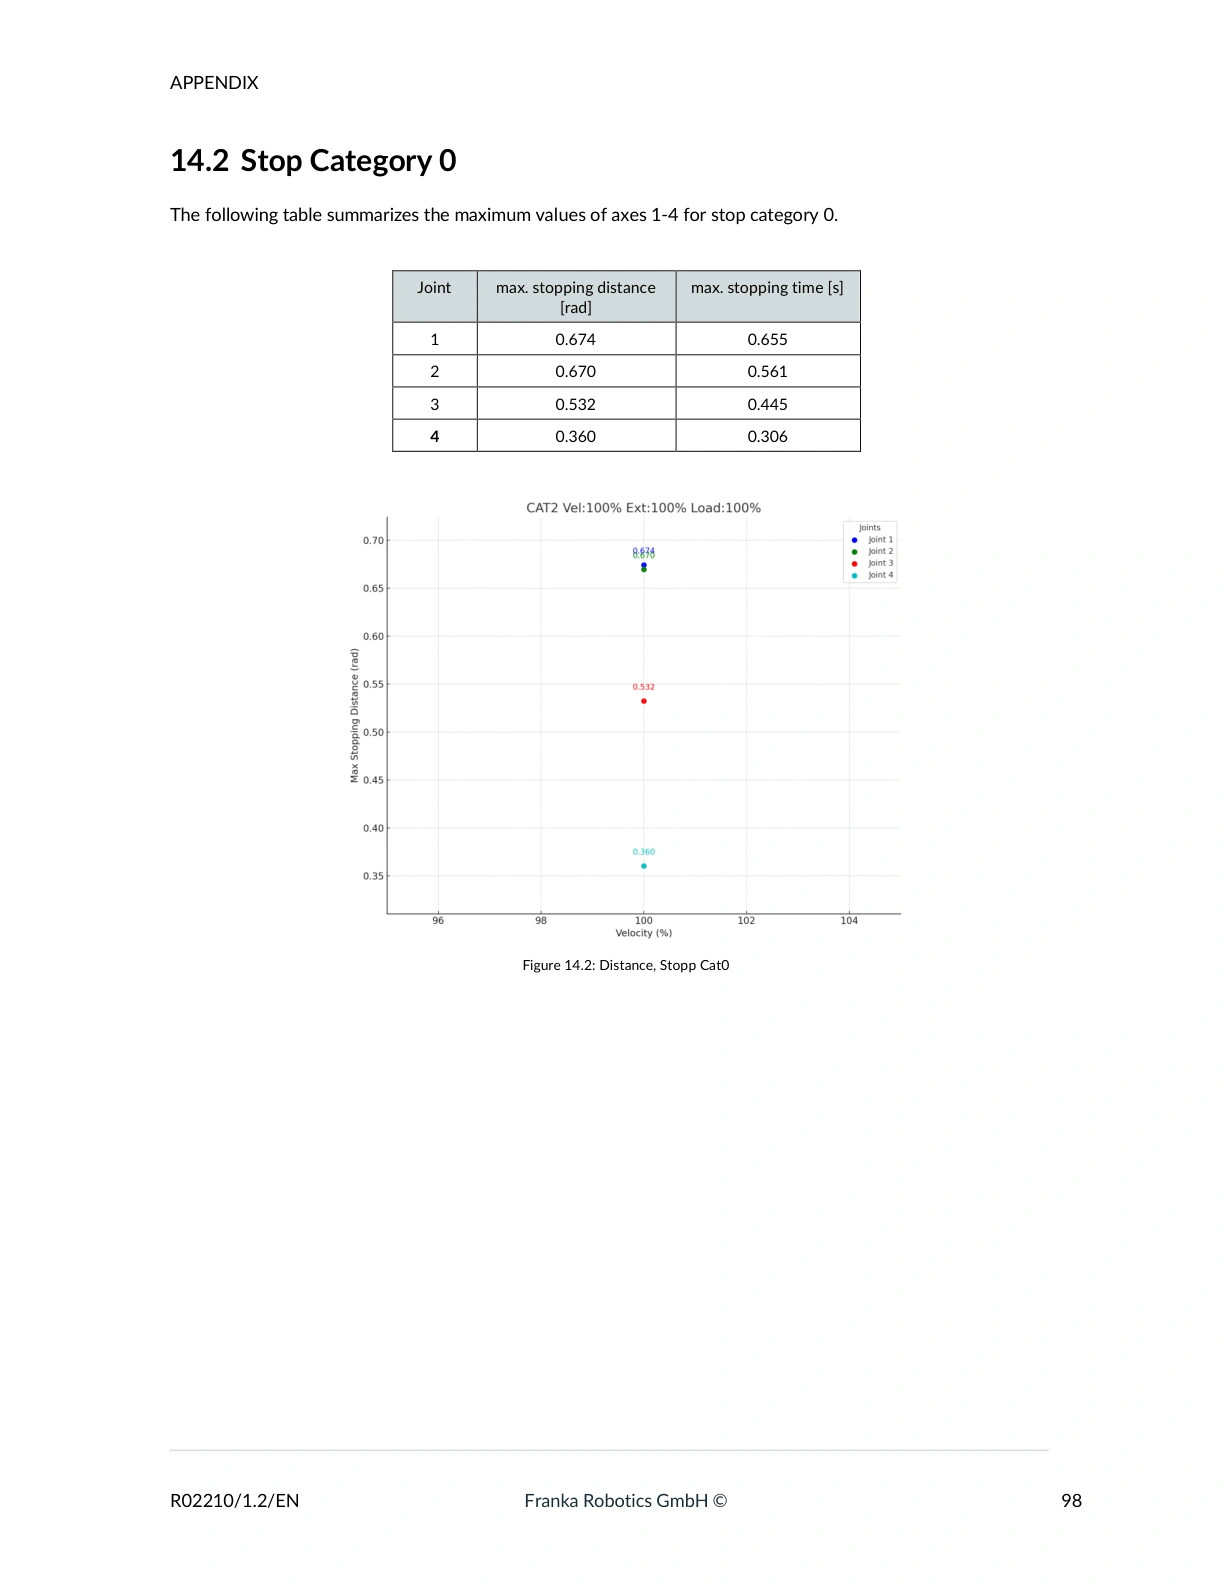 APPENDIX
14.2 Stop Category 0
The following table summarizes the maximum values of axes 1-4 for stop category 0.
Joint max. stopping distance [rad] max. stopping time [s]
1 0.674 0.655
2 0.670 0.561
3 0.532 0.445
4 0.360 0.306
CAT2 Vel:100% Ext:100% Load:100%
Joints
Joint 1
Joint 2
Joint 3
Joint 4
Max Stopping Distance (rad)
0.70
0.65
0.60
0.55
0.50
0.45
0.40
0.35
0.674
0.670
0.532
0.360
96 98 100 102 104
Velocity (%)
Figure 14.2: Distance, Stopp Cat0
R02210/1.2/EN Franka Robotics GmbH © 98